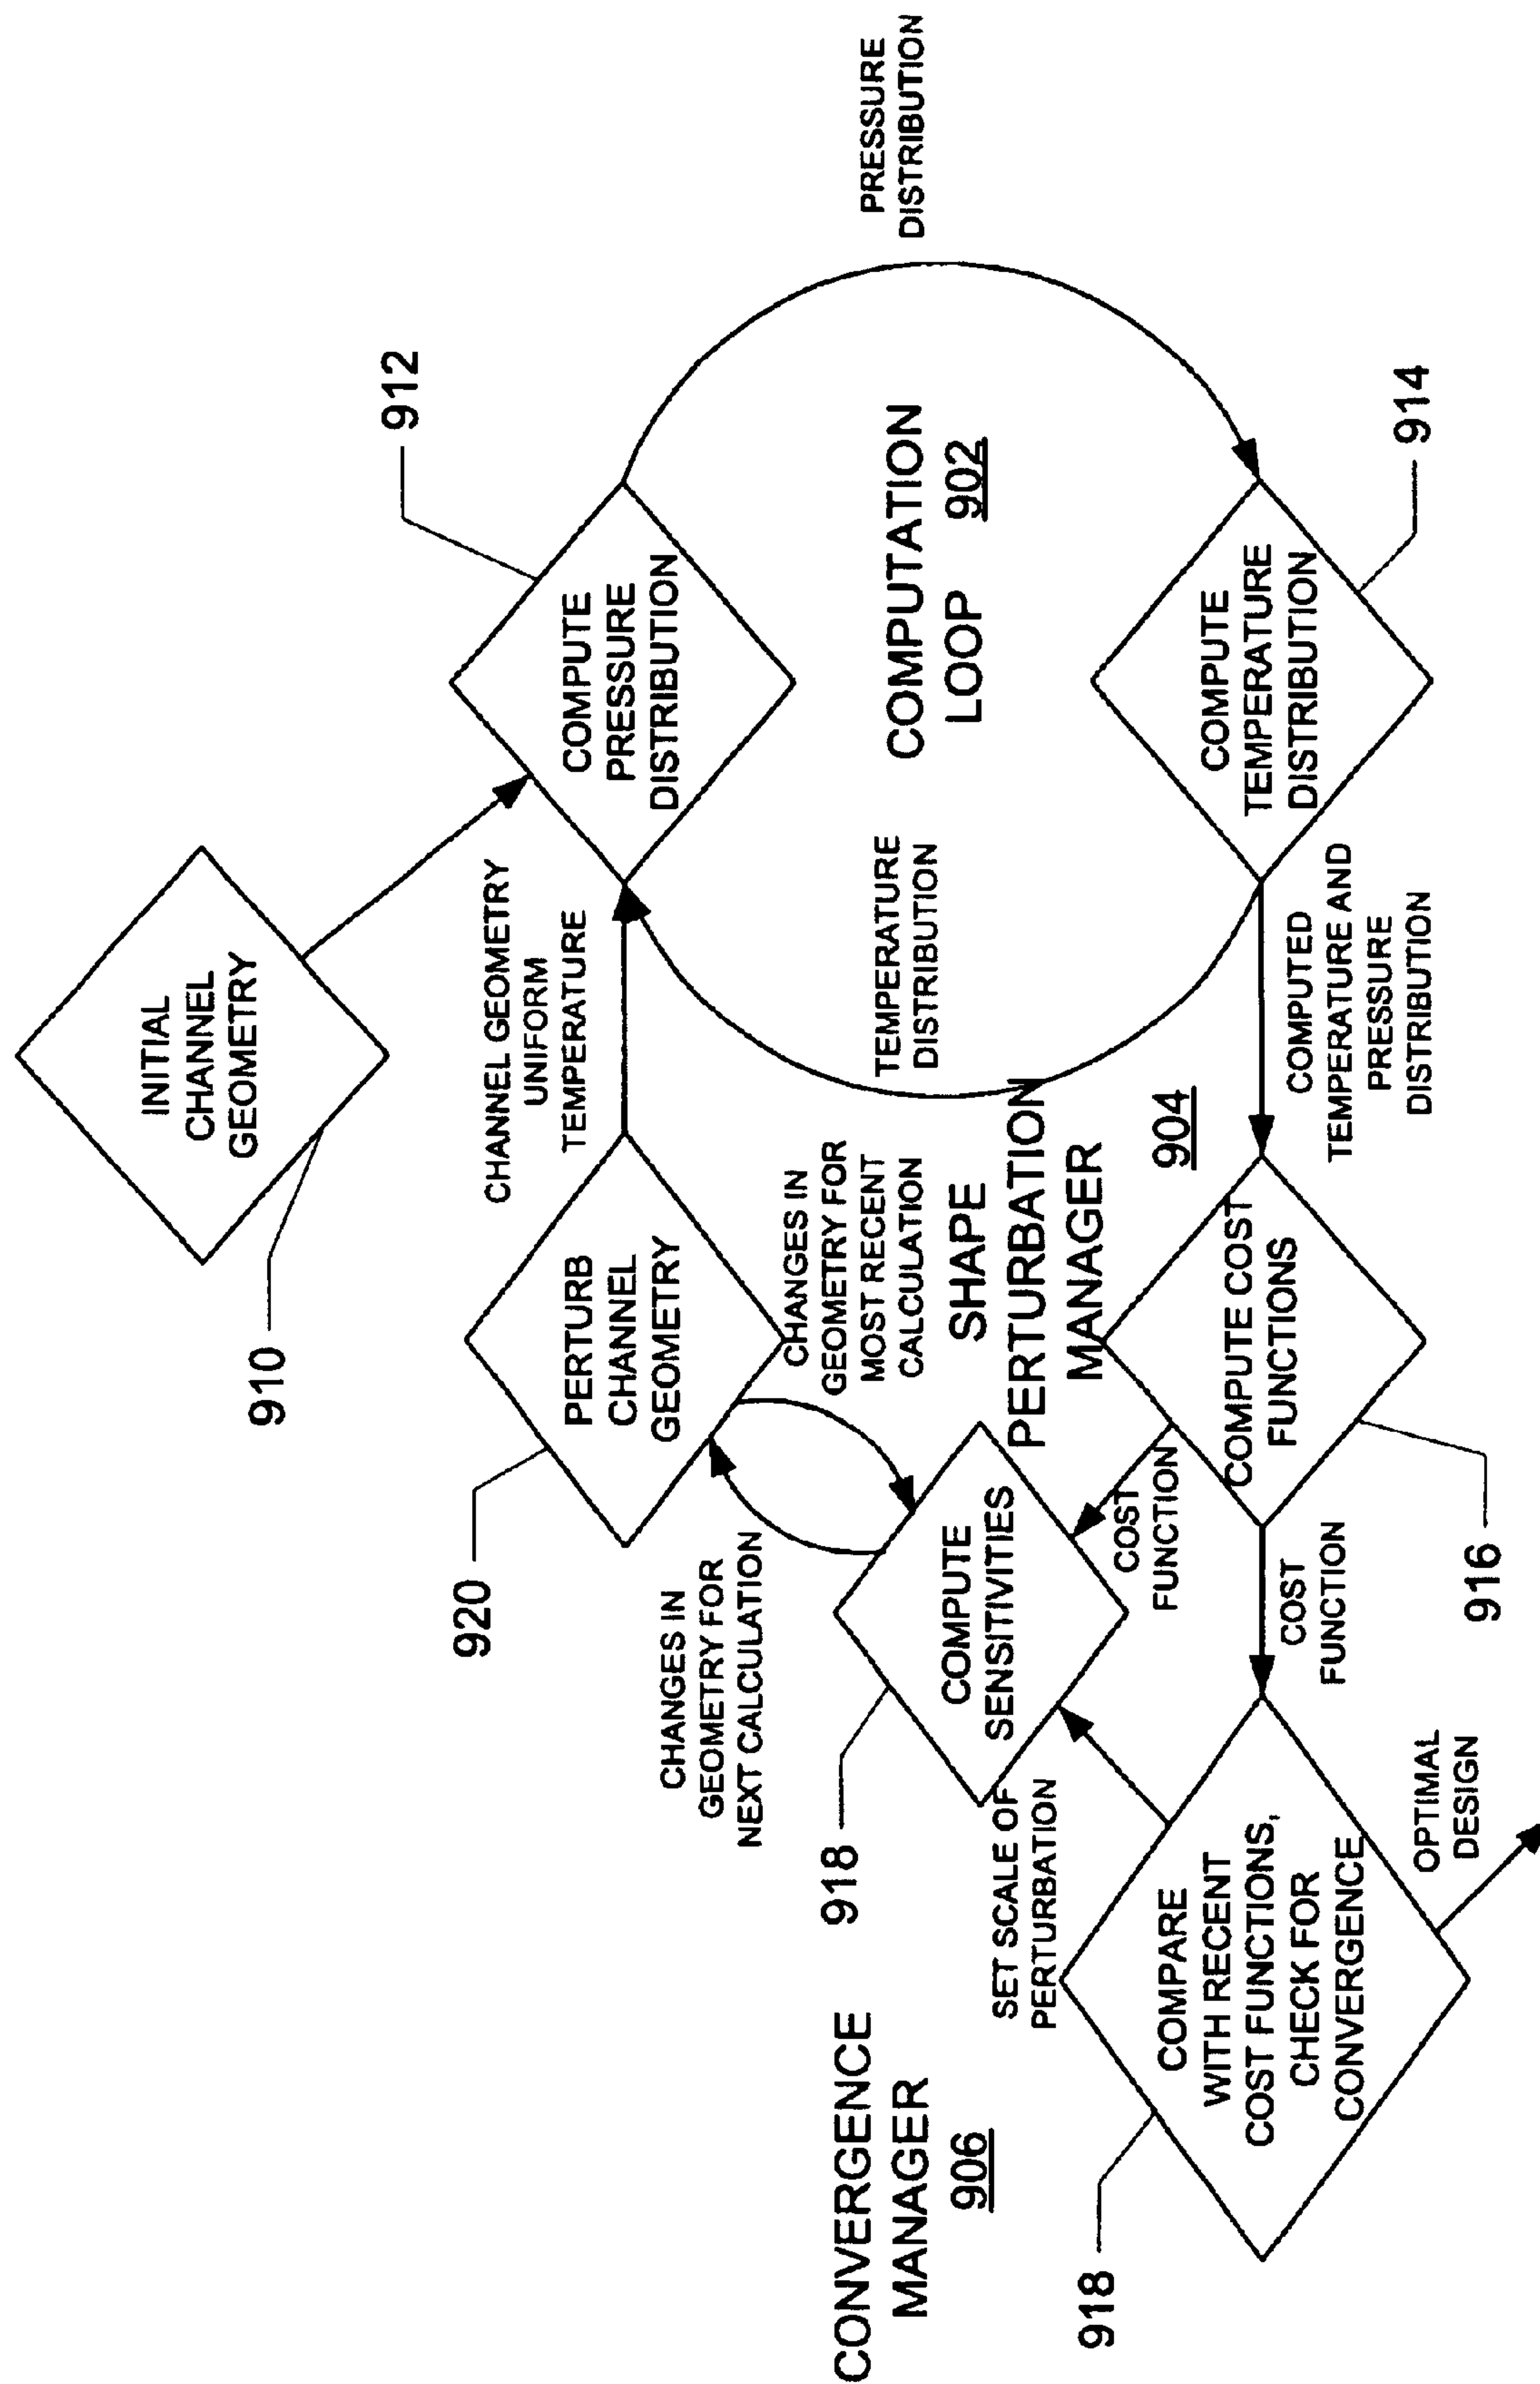 INITIAL
CHANNEL
GEOMETRY
910
912
COMPUTE
PRESSURE
DISTRIBUTION
CHANNEL GEOMETRY
UNIFORM
TEMPERATURE
920
PERTURB
CHANNEL
GEOMETRY
PRESSURE
DISTRIBUTION
COMPUTATION
LOOP 902
TEMPERATURE
DISTRIBUTION
CHANGES IN
GEOMETRY FOR
MOST RECENT
CALCULATION
CHANGES IN
GEOMETRY FOR
NEXT CALCULATION
SHAPE
PERTURBATION
MANAGER
904
918
COMPUTE
SENSITIVITIES
CONVERGENCE
MANAGER
906
SET SCALE OF
PERTURBATION
COST
FUNCTION
914
COMPUTE
TEMPERATURE
DISTRIBUTION
COMPUTED
TEMPERATURE AND
PRESSURE
DISTRIBUTION
COMPUTE COST
FUNCTIONS
916
COST
FUNCTION
918
COMPARE
WITH RECENT
COST FUNCTIONS,
CHECK FOR
CONVERGENCE
OPTIMAL
DESIGN